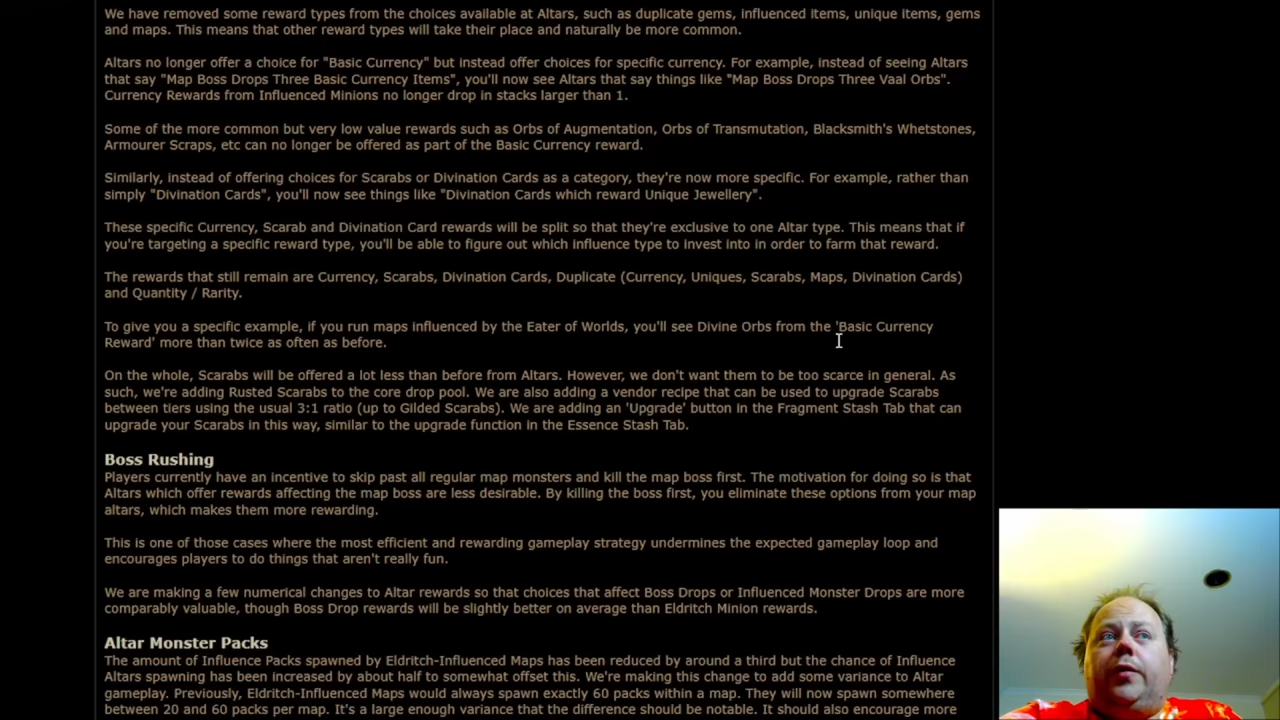 We have removed some reward types from the choices available at Altars, such as duplicate gems, influenced items, unique items, gems
and maps. This means that other reward types will take their place and naturally be more common.
Altars no longer offer a choice for "Basic Currency" but instead offer choices for specific currency. For example, instead of seeing Altars
that say "Map Boss Drops Three Basic Currency Items", you'll now see Altars that say things like "Map Boss Drops Three Vaal Orbs".
Currency Rewards from Influenced Minions no longer drop in stacks larger than 1.
Some of the more common but very low value rewards such as Orbs of Augmentation, Orbs of Transmutation, Blacksmith's Whetstones,
Armourer Scraps, etc can no longer be offered as part of the Basic Currency reward.
Similarly, instead of offering choices for Scarabs or Divination Cards as a category, they're now more specific. For example, rather than
simply "Divination Cards", you'll now see things like "Divination Cards which reward Unique Jewellery".
These specific Currency, Scarab and Divination Card rewards will be split so that they're exclusive to one Altar type. This means that if
you're targeting a specific reward type, you'll be able to figure out which influence type to invest into in order to farm that reward.
The rewards that still remain are Currency, Scarabs, Divination Cards, Duplicate (Currency, Uniques, Scarabs, Maps, Divination Cards)
and Quantity / Rarity.
To give you a specific example, if you run maps influenced by the Eater of Worlds, you'll see Divine Orbs from the 'Basic Currency
Reward' more than twice as often as before.
On the whole, Scarabs will be offered a lot less than before from Altars. However, we don't want them to be too scarce in general. As
such, we're adding Rusted Scarabs to the core drop pool. We are also adding a vendor recipe that can be used to upgrade Scarabs
between tiers using the usual 3:1 ratio (up to Gilded Scarabs). We are adding an 'Upgrade' button in the Fragment Stash Tab that can
upgrade your Scarabs in this way, similar to the upgrade function in the Essence Stash Tab.
Boss Rushing
Players currently have an incentive to skip past all regular map monsters and kill the map boss first. The motivation for doing so is that
Altars which offer rewards affecting the map boss are less desirable. By killing the boss first, you eliminate these options from your map
altars, which makes them more rewarding.
This is one of those cases where the most efficient and rewarding gameplay strategy undermines the expected gameplay loop and
encourages players to do things that aren't really fun.
We are making a few numerical changes to Altar rewards so that choices that affect Boss Drops or Influenced Monster Drops are more
comparably valuable, though Boss Drop rewards will be slightly better on average than Eldritch Minion rewards.
Altar Monster Packs
The amount of Influence Packs spawned by Eldritch-Influenced Maps has been reduced by around a third but the chance of Influence
Altars spawning has been increased by about half to somewhat offset this. We're making this change to add some variance to Altar
gameplay. Previously, Eldritch-Influenced Maps would always spawn exactly 60 packs within a map. They will now spawn somewhere
between 20 and 60 packs per map. It's a large enough variance that the difference should be notable. It should also encourage more